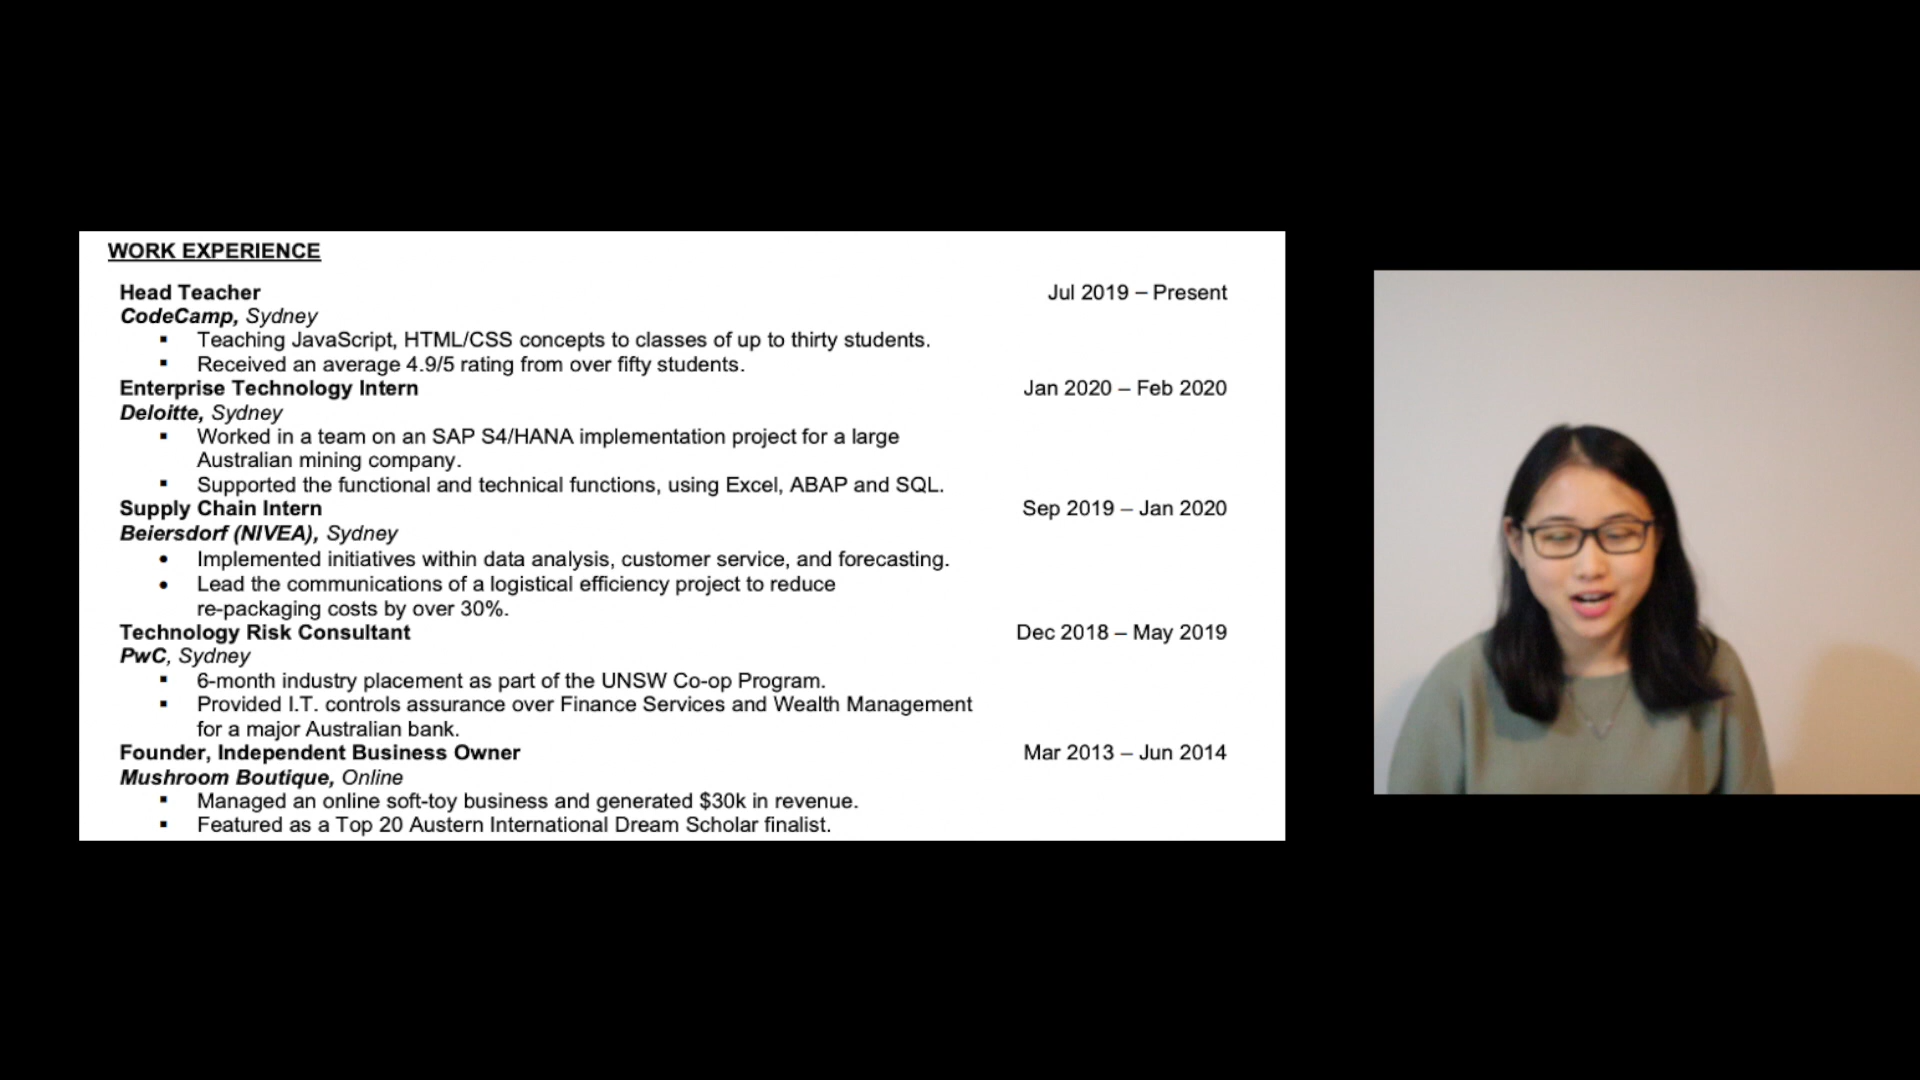 WORK EXPERIENCE
Head Teacher Jul 2019 – Present
CodeCamp, Sydney
▪ Teaching JavaScript, HTML/CSS concepts to classes of up to thirty students.
▪ Received an average 4.9/5 rating from over fifty students.
Enterprise Technology Intern Jan 2020 – Feb 2020
Deloitte, Sydney
▪ Worked in a team on an SAP S4/HANA implementation project for a large
Australian mining company.
▪ Supported the functional and technical functions, using Excel, ABAP and SQL.
Supply Chain Intern Sep 2019 – Jan 2020
Beiersdorf (NIVEA), Sydney
• Implemented initiatives within data analysis, customer service, and forecasting.
• Lead the communications of a logistical efficiency project to reduce
re-packaging costs by over 30%.
Technology Risk Consultant Dec 2018 – May 2019
PwC, Sydney
▪ 6-month industry placement as part of the UNSW Co-op Program.
▪ Provided I.T. controls assurance over Finance Services and Wealth Management
for a major Australian bank.
Founder, Independent Business Owner Mar 2013 – Jun 2014
Mushroom Boutique, Online
▪ Managed an online soft-toy business and generated $30k in revenue.
▪ Featured as a Top 20 Austern International Dream Scholar finalist.